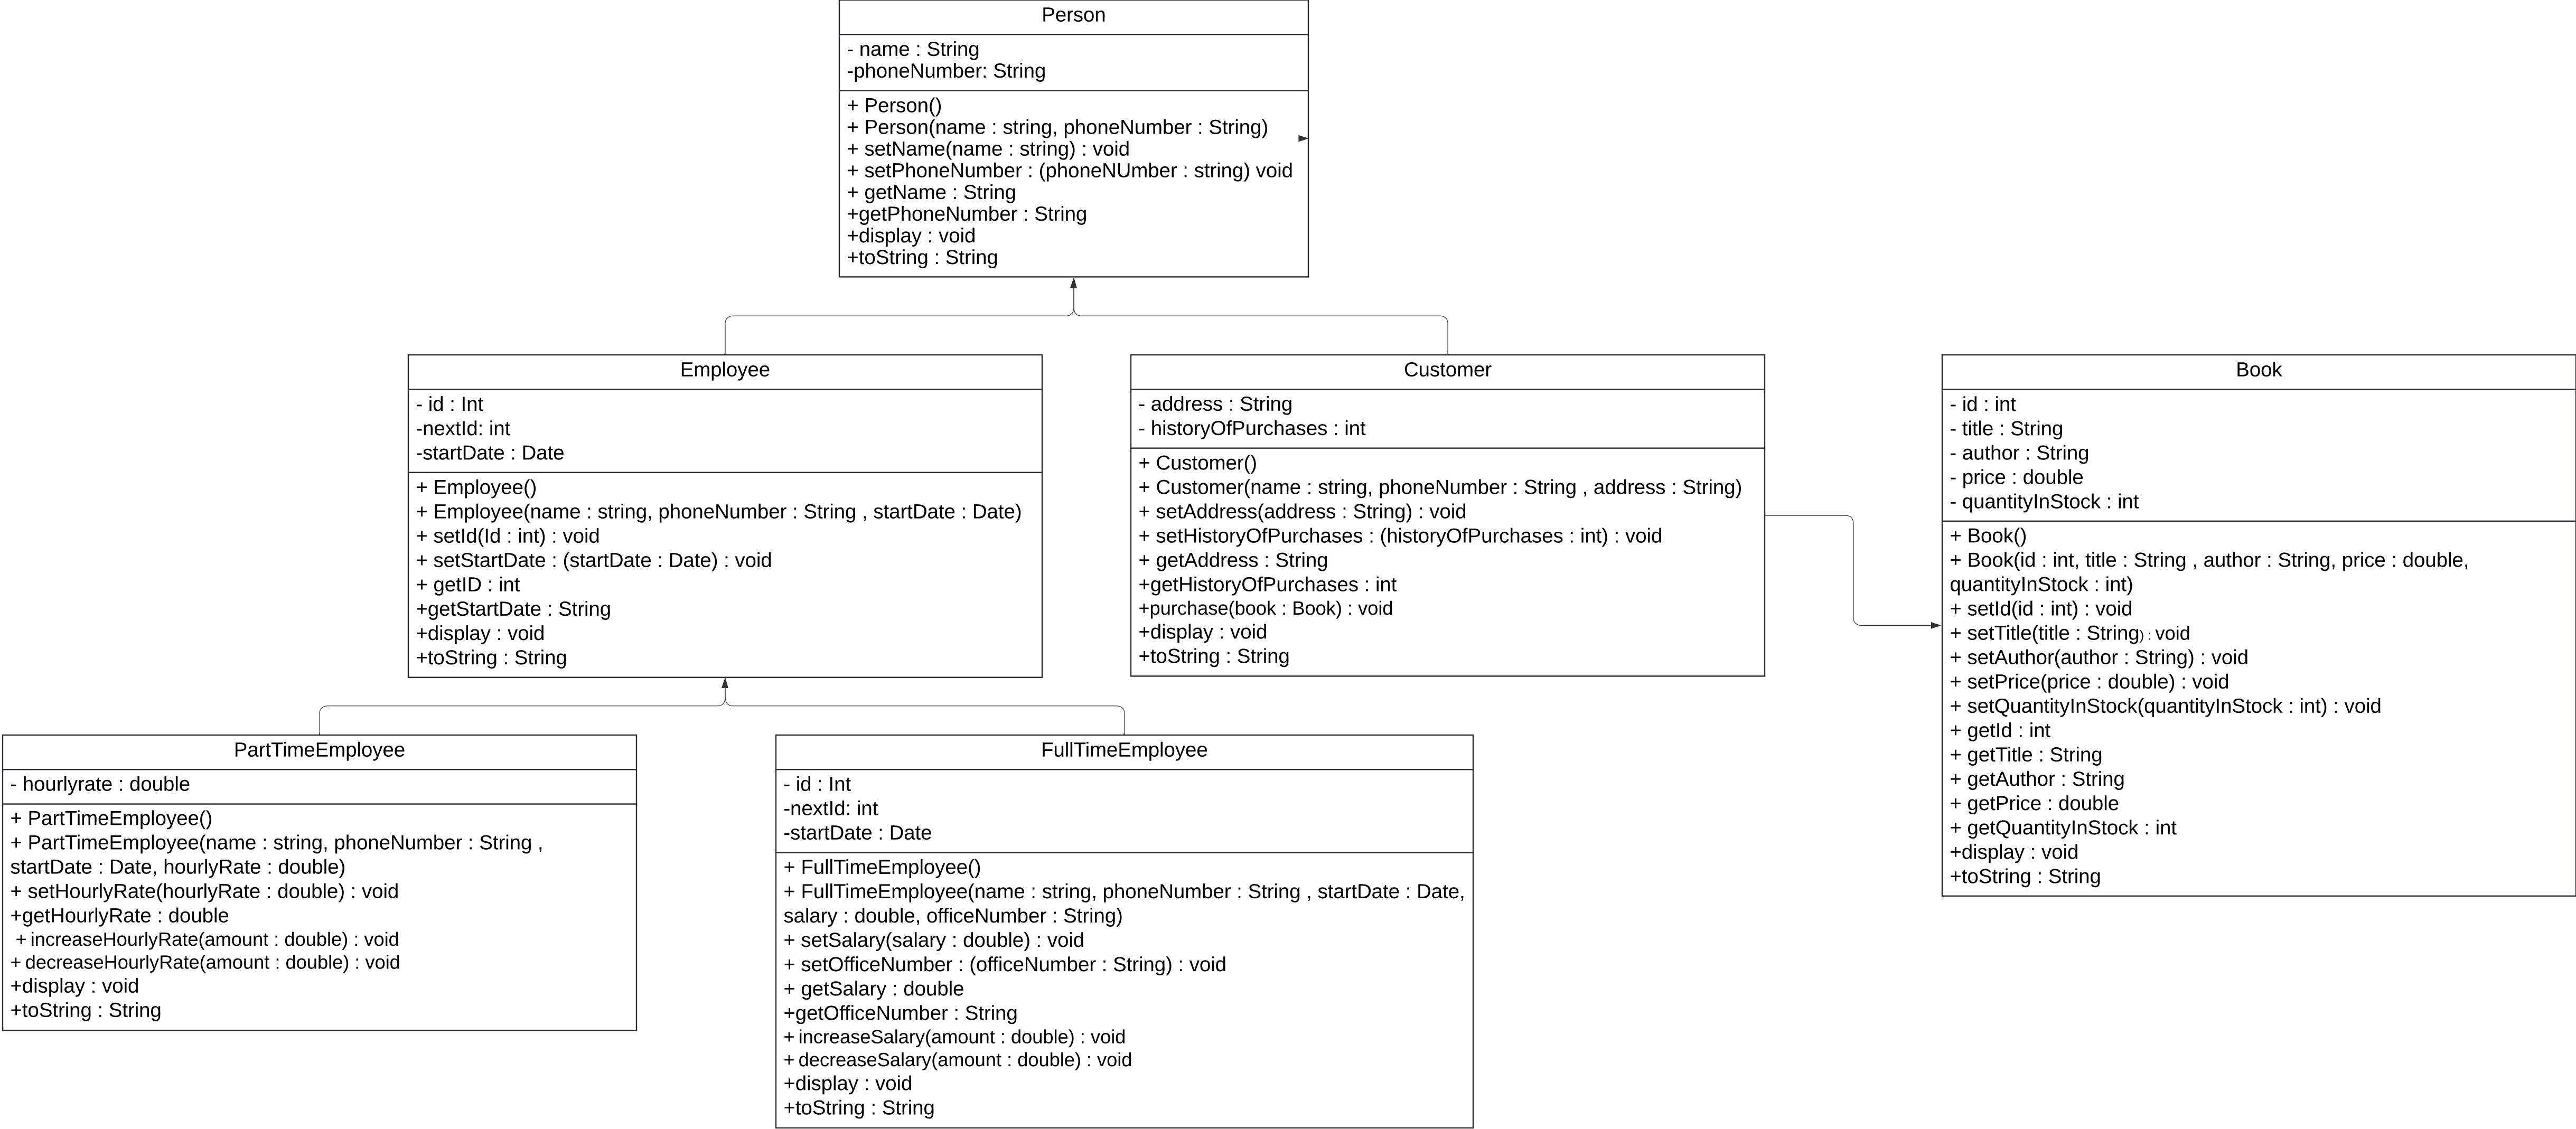 Person
- name : String
-phoneNumber: String
+ Person()
+ Person(name : string, phoneNumber : String)
+ setName(name : string) : void
+ setPhoneNumber : (phoneNUmber : string) void
+ getName : String
+getPhoneNumber : String
+display : void
+toString : String
Employee
- id : Int
-nextId: int
-startDate : Date
+ Employee()
+ Employee(name : string, phoneNumber : String , startDate : Date)
+ setId(Id : int) : void
+ setStartDate : (startDate : Date) : void
+ getID : int
+getStartDate : String
+display : void
+toString : String
Customer
- address : String
- historyOfPurchases : int
+ Customer()
+ Customer(name : string, phoneNumber : String , address : String)
+ setAddress(address : String) : void
+ setHistoryOfPurchases : (historyOfPurchases : int) : void
+ getAddress : String
+getHistoryOfPurchases : int
+purchase(book : Book) : void
+display : void
+toString : String
Book
- id : int
- title : String
- author : String
- price : double
- quantityInStock : int
+ Book()
+ Book(id : int, title : String , author : String, price : double,
quantityInStock : int)
+ setId(id : int) : void
+ setTitle(title : String) : void
+ setAuthor(author : String) : void
+ setPrice(price : double) : void
+ setQuantityInStock(quantityInStock : int) : void
+ getId : int
+ getTitle : String
+ getAuthor : String
+ getPrice : double
+ getQuantityInStock : int
+display : void
+toString : String
PartTimeEmployee
- hourlyrate : double
+ PartTimeEmployee()
+ PartTimeEmployee(name : string, phoneNumber : String ,
startDate : Date, hourlyRate : double)
+ setHourlyRate(hourlyRate : double) : void
+getHourlyRate : double
+ increaseHourlyRate(amount : double) : void
+ decreaseHourlyRate(amount : double) : void
+display : void
+toString : String
FullTimeEmployee
- id : Int
-nextId: int
-startDate : Date
+ FullTimeEmployee()
+ FullTimeEmployee(name : string, phoneNumber : String , startDate : Date,
salary : double, officeNumber : String)
+ setSalary(salary : double) : void
+ setOfficeNumber : (officeNumber : String) : void
+ getSalary : double
+getOfficeNumber : String
+ increaseSalary(amount : double) : void
+ decreaseSalary(amount : double) : void
+display : void
+toString : String